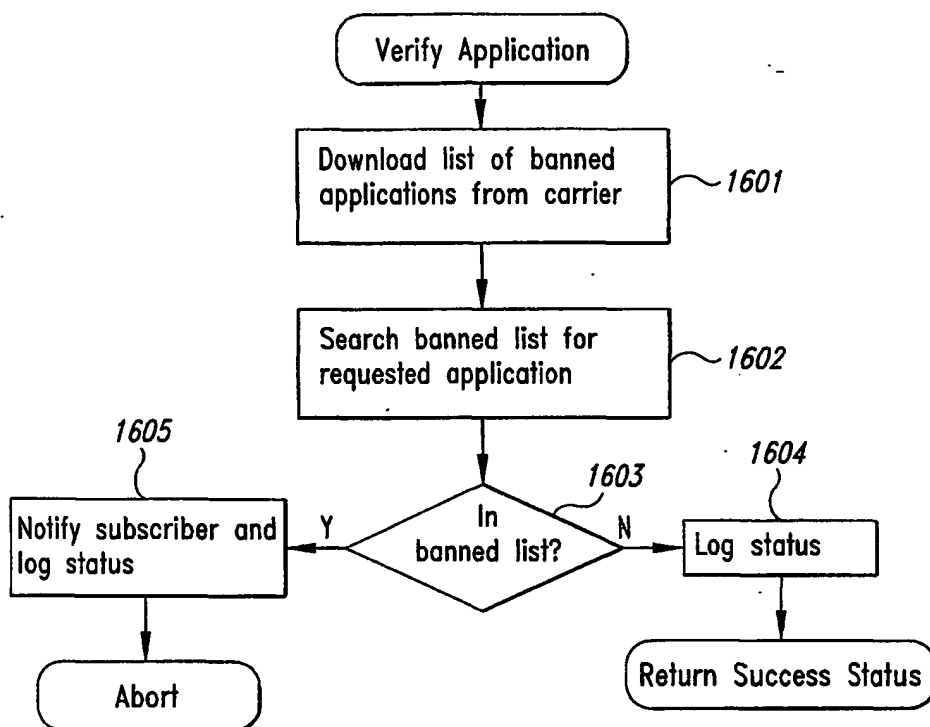 Verify Application
Download list of banned
applications from carrier
1601
Search banned list for
requested application
1602
1605
1603
1604
Notify subscriber and
log status
Y
In
banned list?
N
Log status
Abort
Return Success Status